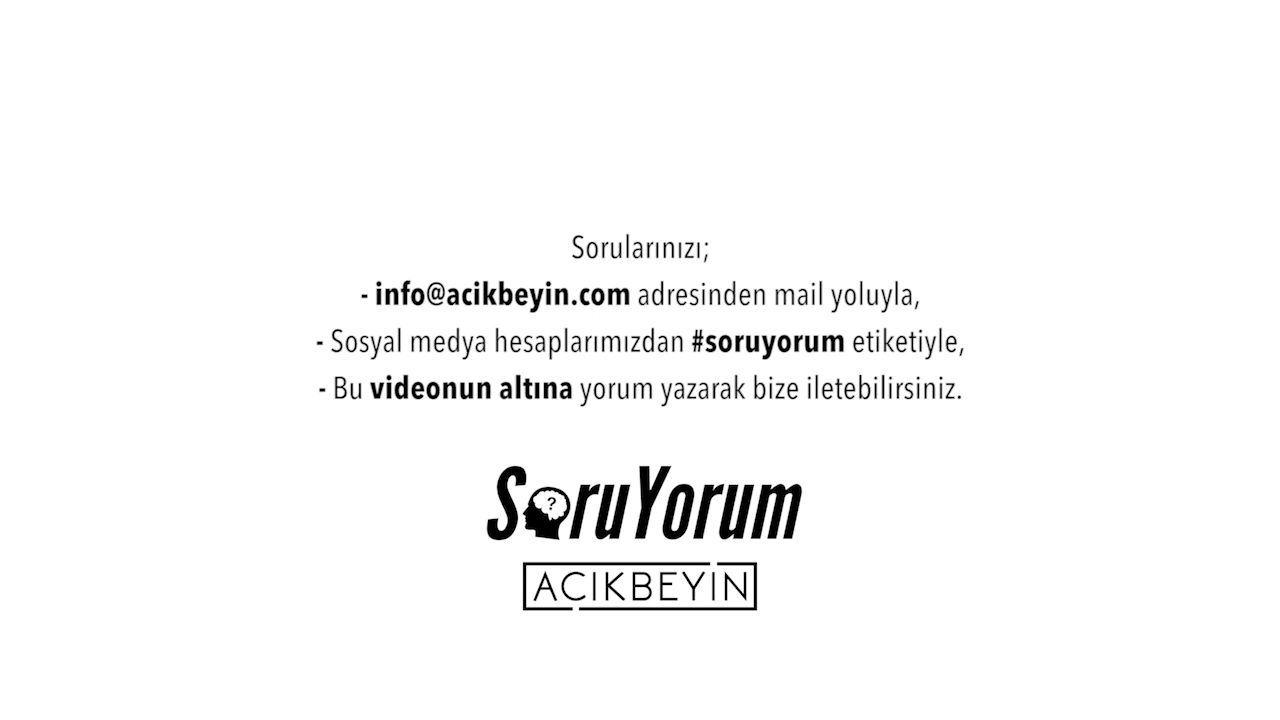 Sorularınızı;
- info@acikbeyin.com adresinden mail yoluyla,
- Sosyal medya hesaplarımızdan #soruyorum etiketiyle,
- Bu videonun altına yorum yazarak bize iletebilirsiniz.
SoruYorum
AÇIKBEYİN